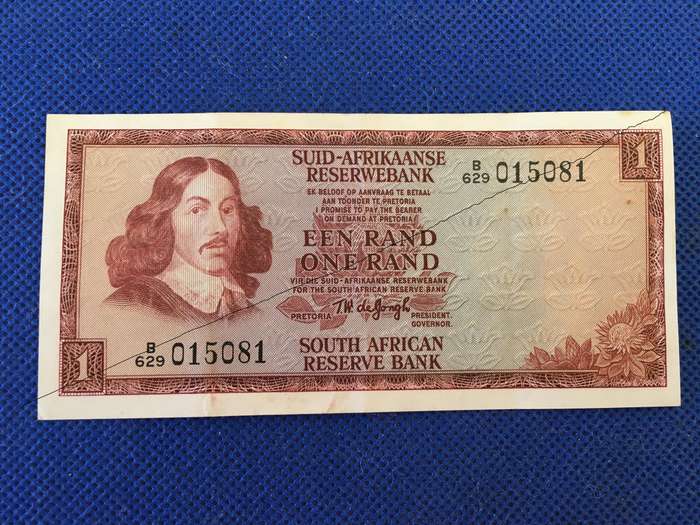 SUID-AFRIKAANSE
RESERWEBANK
B/629 015081
1
EK BELOOF OP AANVRAAG TE BETAAL
AAN TOONDER TE PRETORIA
I PROMISE TO PAY THE BEARER
ON DEMAND AT PRETORIA
EEN RAND
ONE RAND
VIR DIE SUID-AFRIKAANSE RESERWEBANK
FOR THE SOUTH AFRICAN RESERVE BANK
T.W. de Jongh
PRETORIA
PRESIDENT.
GOVERNOR.
B/629 015081
1
SOUTH AFRICAN
RESERVE BANK